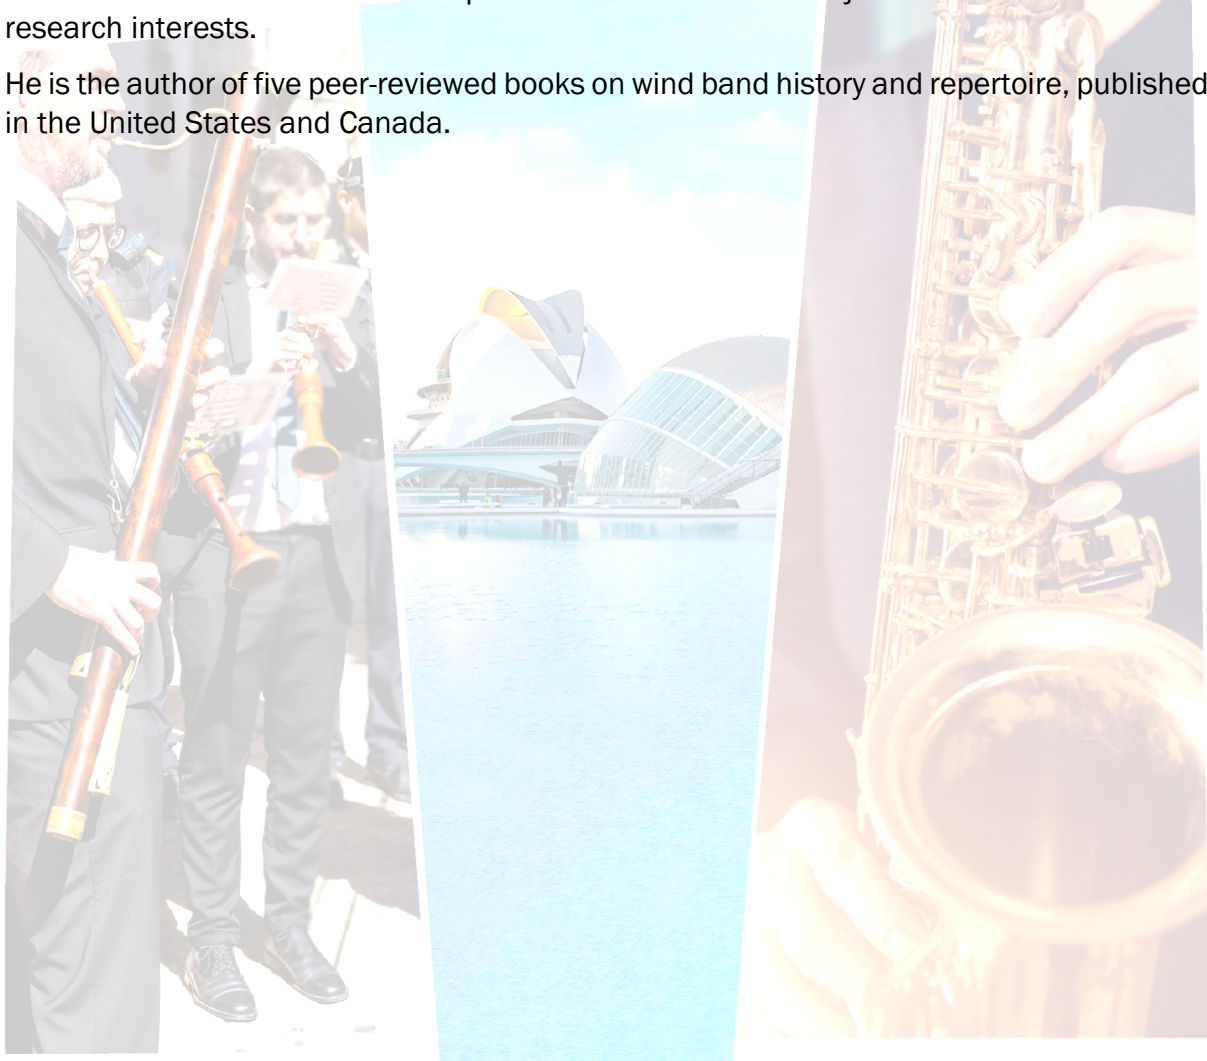 research interests.
He is the author of five peer-reviewed books on wind band history and repertoire, published
in the United States and Canada.